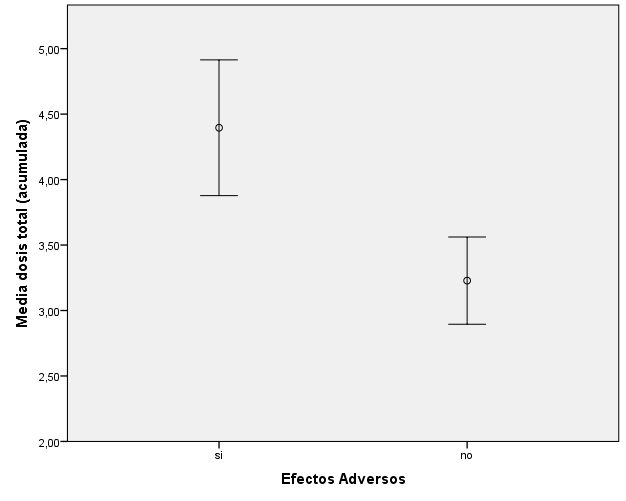 Media dosis total (acumulada)
5,00
4,50
4,00
3,50
3,00
2,50
2,00
si
no
Efectos Adversos